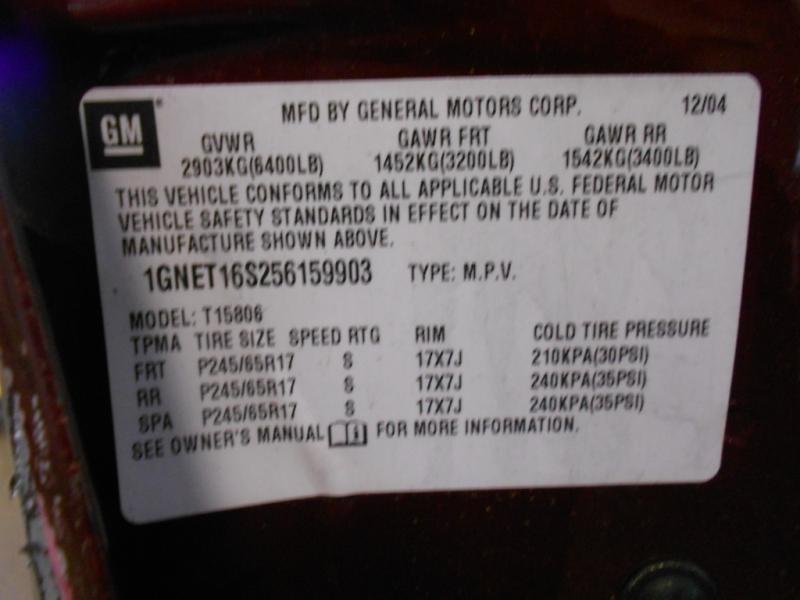 GM MFD BY GENERAL MOTORS CORP. 12/04
GVWR GAWR FRT GAWR RR
2903KG(6400LB) 1452KG(3200LB) 1542KG(3400LB)
THIS VEHICLE CONFORMS TO ALL APPLICABLE U.S. FEDERAL MOTOR
VEHICLE SAFETY STANDARDS IN EFFECT ON THE DATE OF
MANUFACTURE SHOWN ABOVE.
1GNET16S256159903 TYPE: M.P.V.
MODEL: T15806
TPMA TIRE SIZE SPEED RTG RIM COLD TIRE PRESSURE
FRT P245/65R17 S 17X7J 210KPA(30PSI)
RR P245/65R17 S 17X7J 240KPA(35PSI)
SPA P245/65R17 S 17X7J 240KPA(35PSI)
SEE OWNER'S MANUAL FOR MORE INFORMATION.